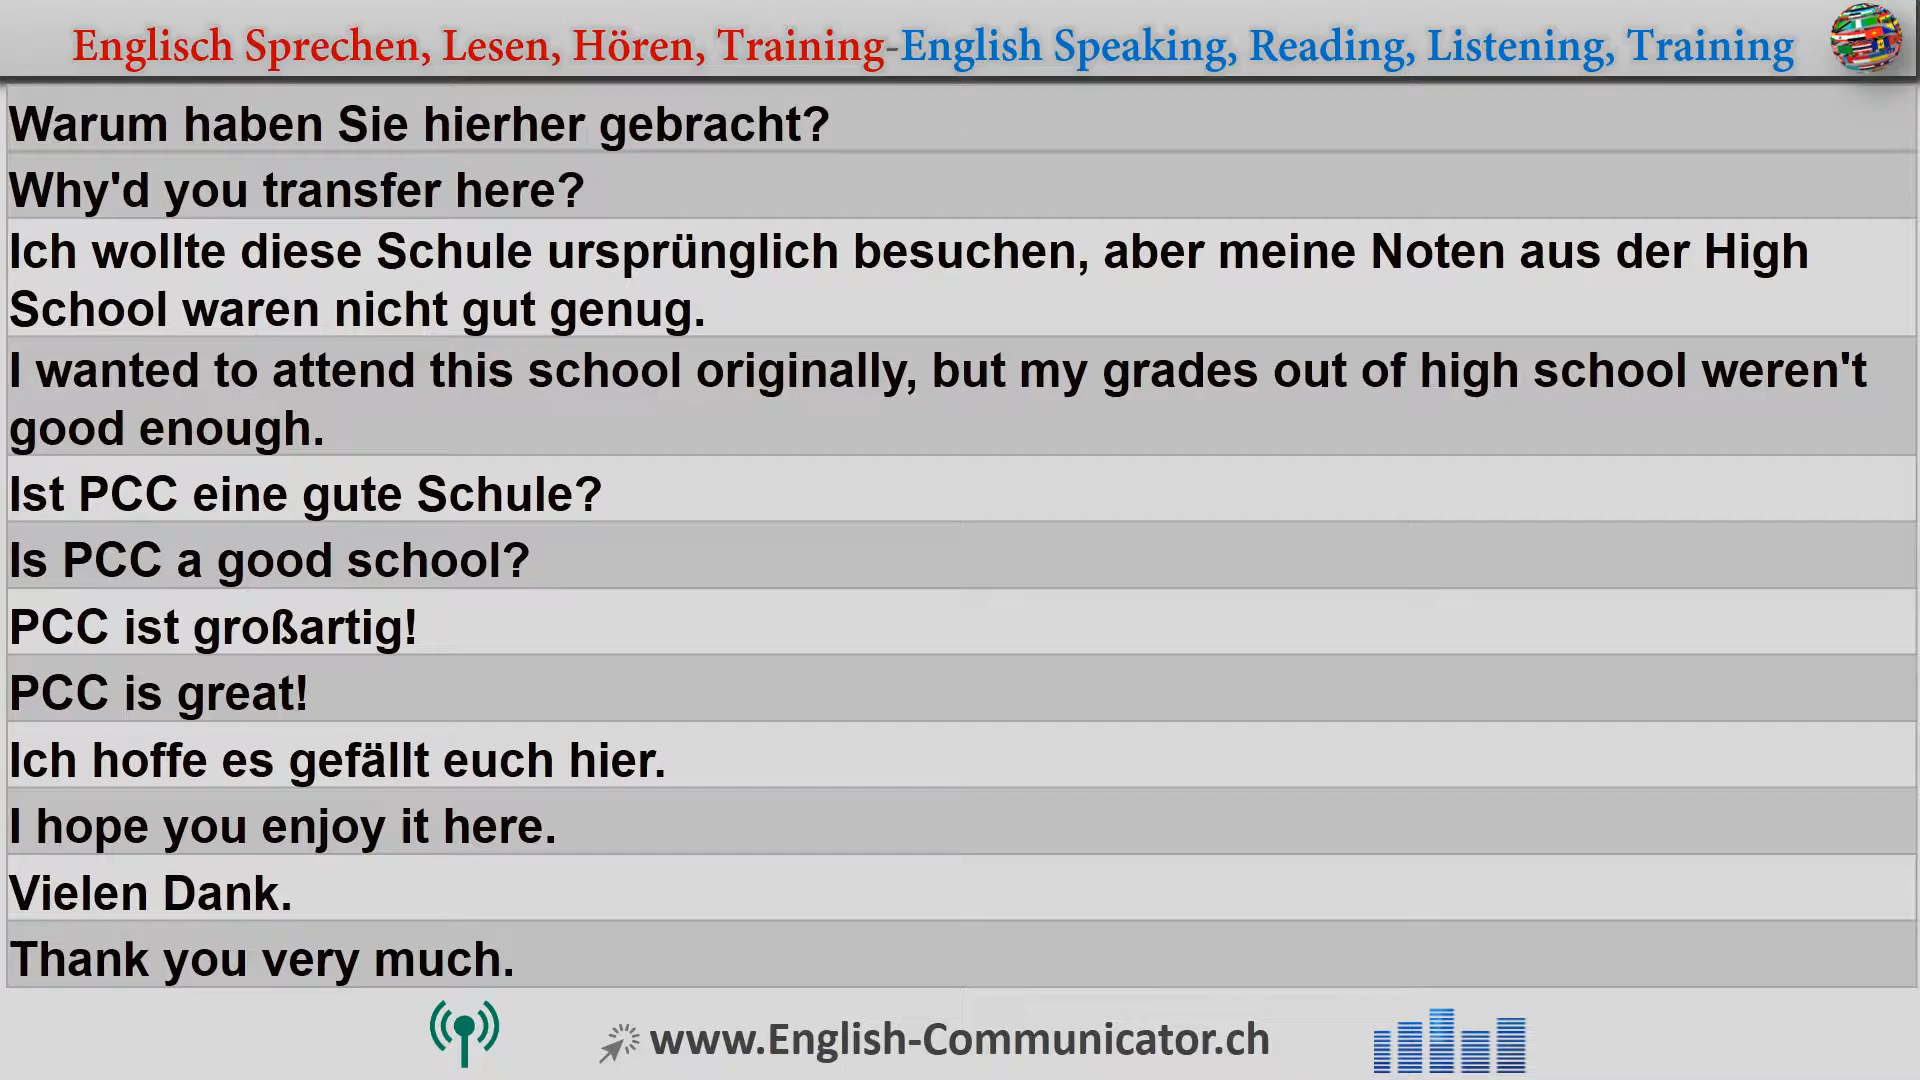 Englisch Sprechen, Lesen, Hören, Training-English Speaking, Reading, Listening, Training
Warum haben Sie hierher gebracht?
Why'd you transfer here?
Ich wollte diese Schule ursprünglich besuchen, aber meine Noten aus der High
School waren nicht gut genug.
I wanted to attend this school originally, but my grades out of high school weren't
good enough.
Ist PCC eine gute Schule?
Is PCC a good school?
PCC ist großartig!
PCC is great!
Ich hoffe es gefällt euch hier.
I hope you enjoy it here.
Vielen Dank.
Thank you very much.
www.English-Communicator.ch